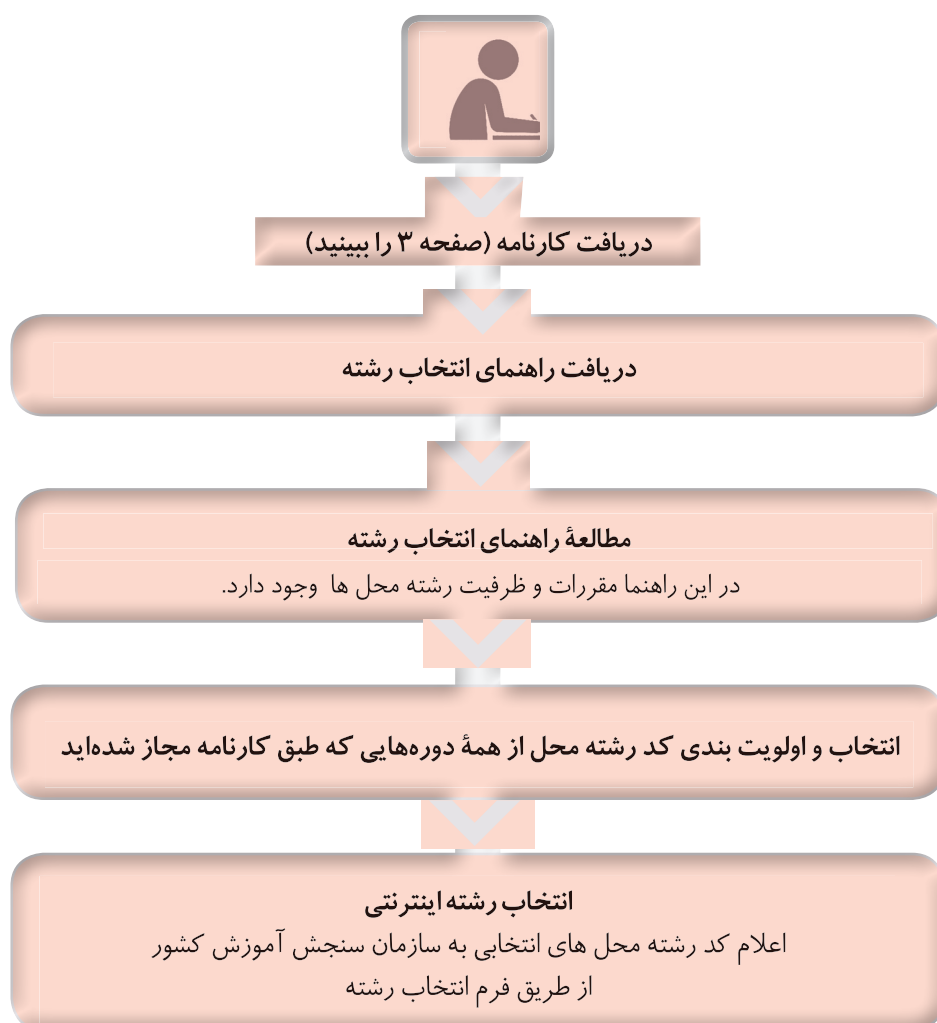 دریافت کارنامه (صفحه ۳ را ببینید)
دریافت راهنمای انتخاب رشته
مطالعهٔ راهنمای انتخاب رشته
در این راهنما مقررات و ظرفیت رشته محل ها وجود دارد.
انتخاب و اولویت بندی کد رشته محل از همهٔ دوره‌هایی که طبق کارنامه مجاز شده‌اید
انتخاب رشته اینترنتی
اعلام کد رشته محل های انتخابی به سازمان سنجش آموزش کشور
از طریق فرم انتخاب رشته